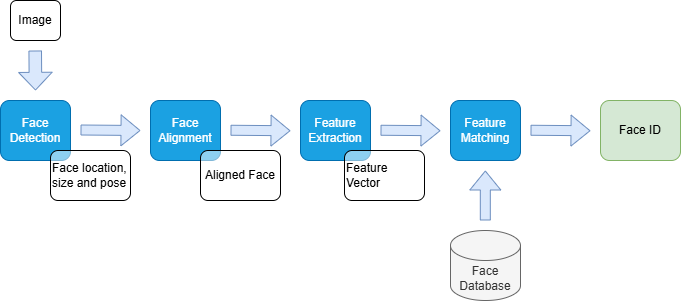 Image
Face
Detection
Face
Alignment
Feature
Extraction
Feature
Matching
Face ID
Face location,
size and pose
Aligned Face
Feature
Vector
Face
Database